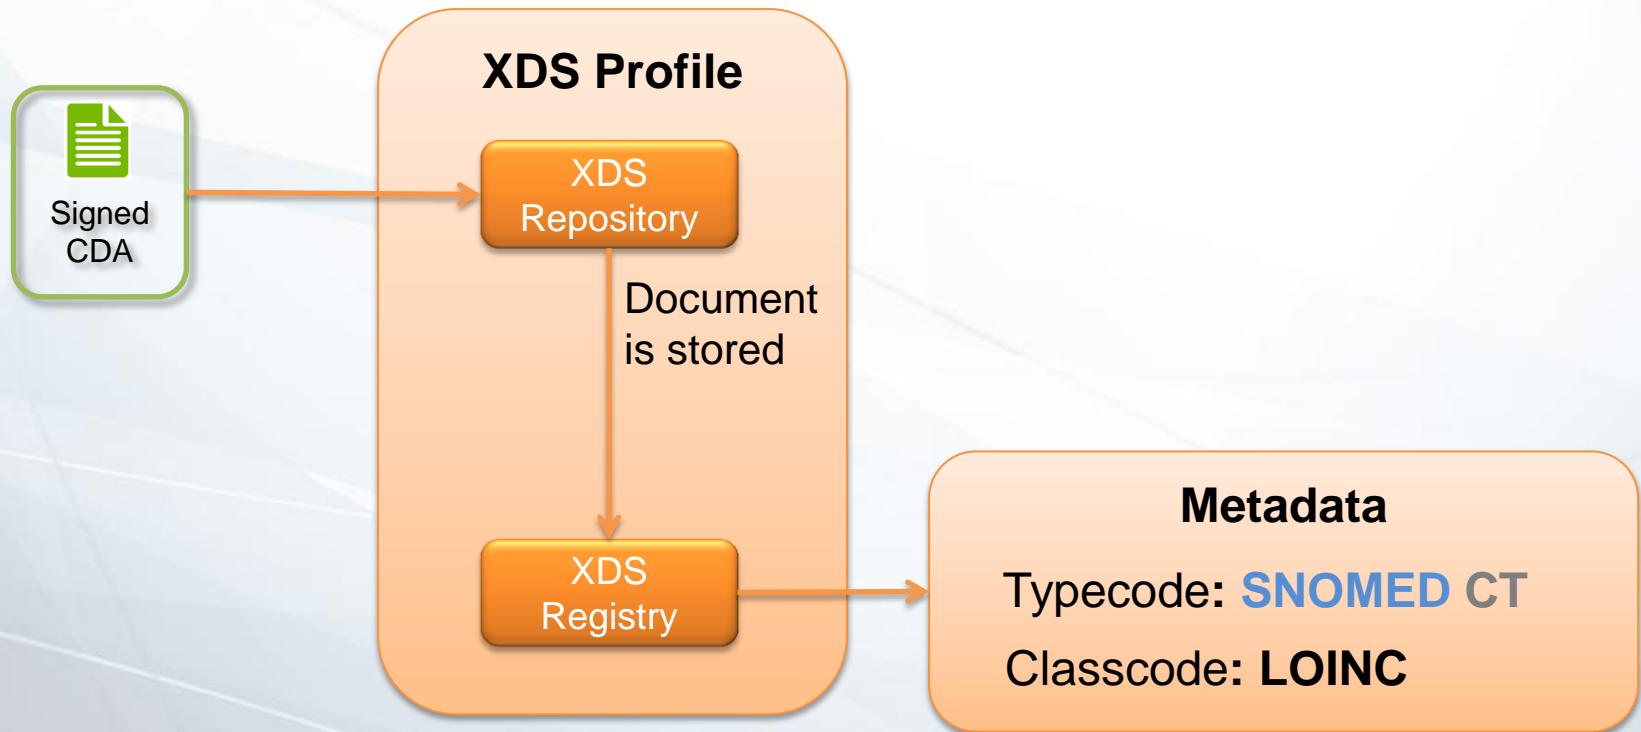 XDS Profile
Signed
CDA
XDS
Repository
Document
is stored
XDS
Registry
Metadata
Typecode: SNOMED CT
Classcode: LOINC